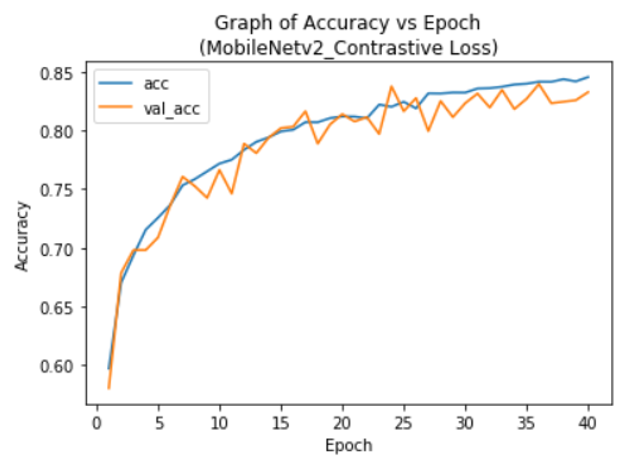 Graph of Accuracy vs Epoch
(MobileNetv2_Contrastive Loss)
acc
val_acc
0.85
0.80
0.75
0.70
0.65
0.60
Accuracy
0 5 10 15 20 25 30 35 40
Epoch